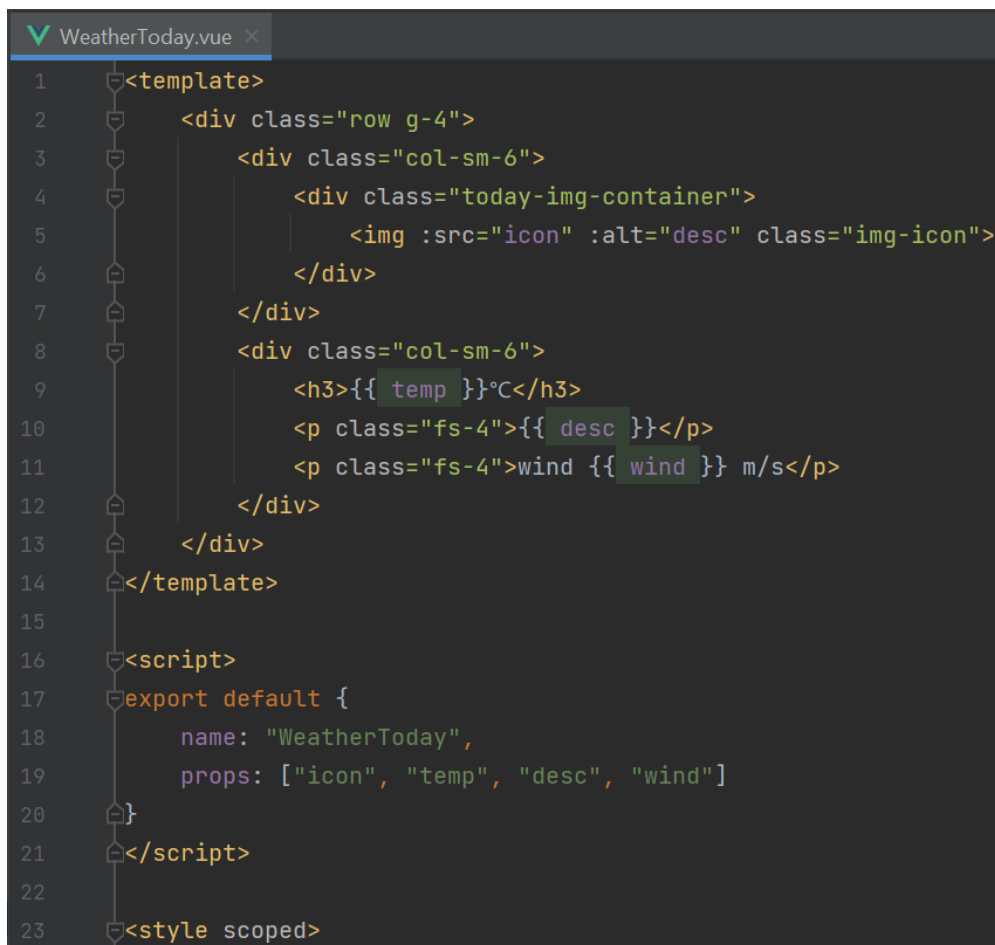 WeatherToday.vue
1 <template>
2 <div class="row g-4">
3 <div class="col-sm-6">
4 <div class="today-img-container">
5 <img :src="icon" :alt="desc" class="img-icon">
6 </div>
7 </div>
8 <div class="col-sm-6">
9 <h3>{{ temp }}℃</h3>
10 <p class="fs-4">{{ desc }}</p>
11 <p class="fs-4">wind {{ wind }} m/s</p>
12 </div>
13 </div>
14 </template>
15
16 <script>
17 export default {
18 name: "WeatherToday",
19 props: ["icon", "temp", "desc", "wind"]
20 }
21 </script>
22
23 <style scoped>